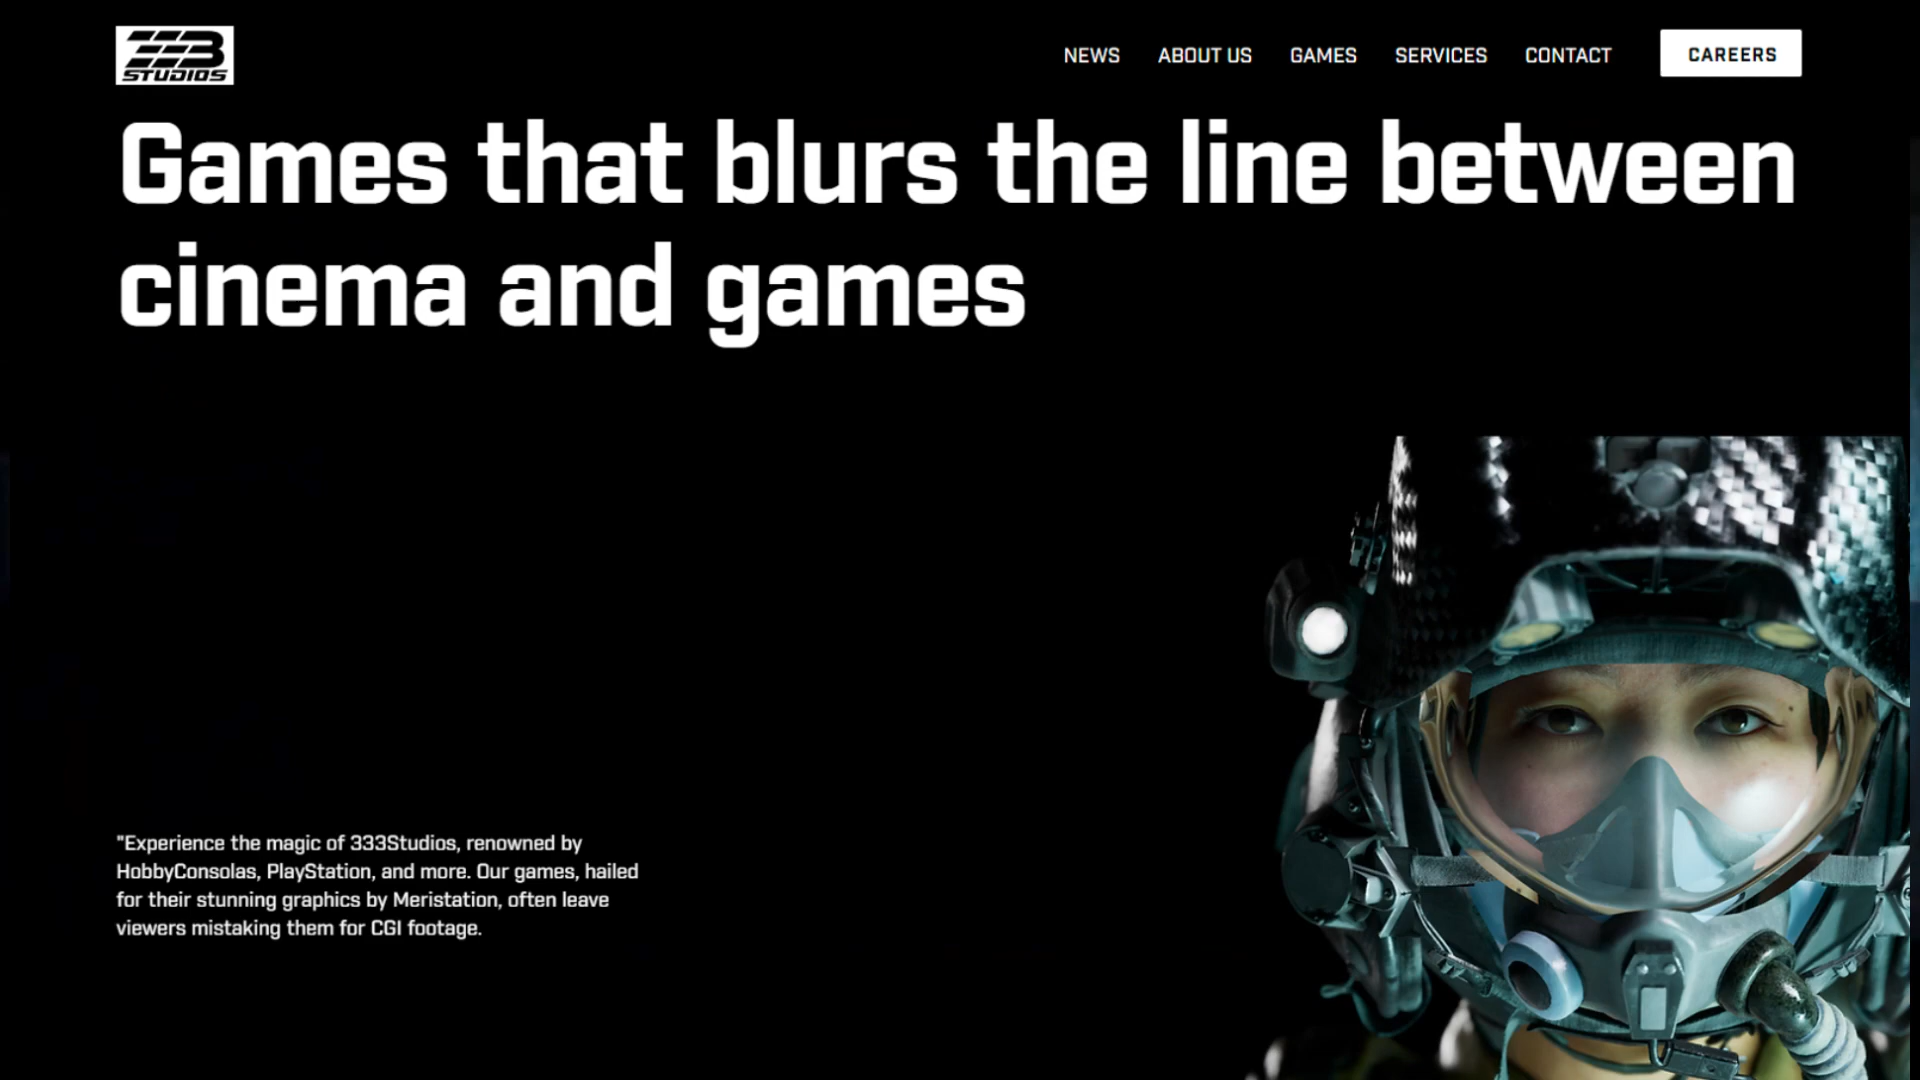 333
STUDIOS
NEWS ABOUT US GAMES SERVICES CONTACT CAREERS
Games that blurs the line between
cinema and games
"Experience the magic of 333Studios, renowned by
HobbyConsolas, PlayStation, and more. Our games, hailed
for their stunning graphics by Meristation, often leave
viewers mistaking them for CGI footage.